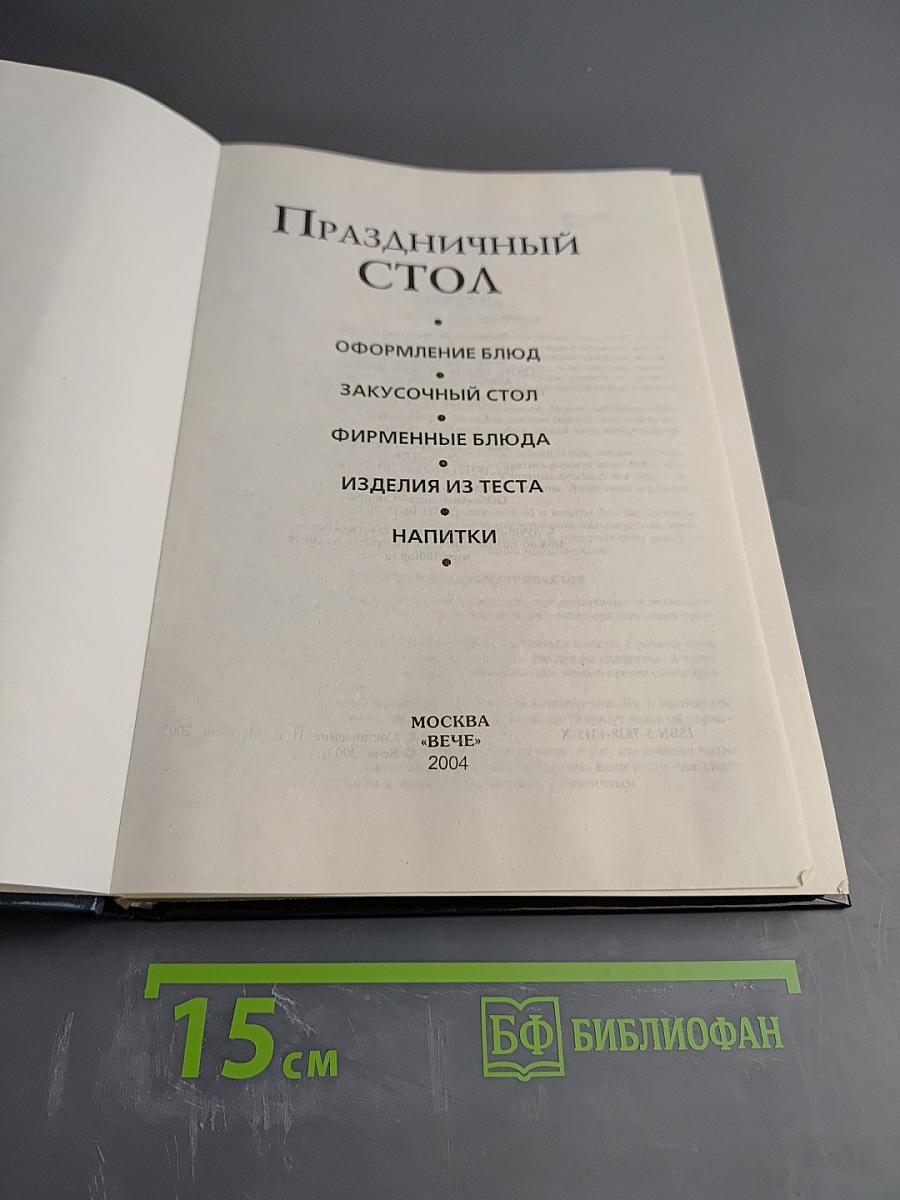 Праздничный
стол
•
ОФОРМЛЕНИЕ БЛЮД
•
ЗАКУСОЧНЫЙ СТОЛ
•
ФИРМЕННЫЕ БЛЮДА
•
ИЗДЕЛИЯ ИЗ ТЕСТА
•
НАПИТКИ
•
МОСКВА
«ВЕЧЕ»
2004
15 см
БФ БИБЛИОФАН